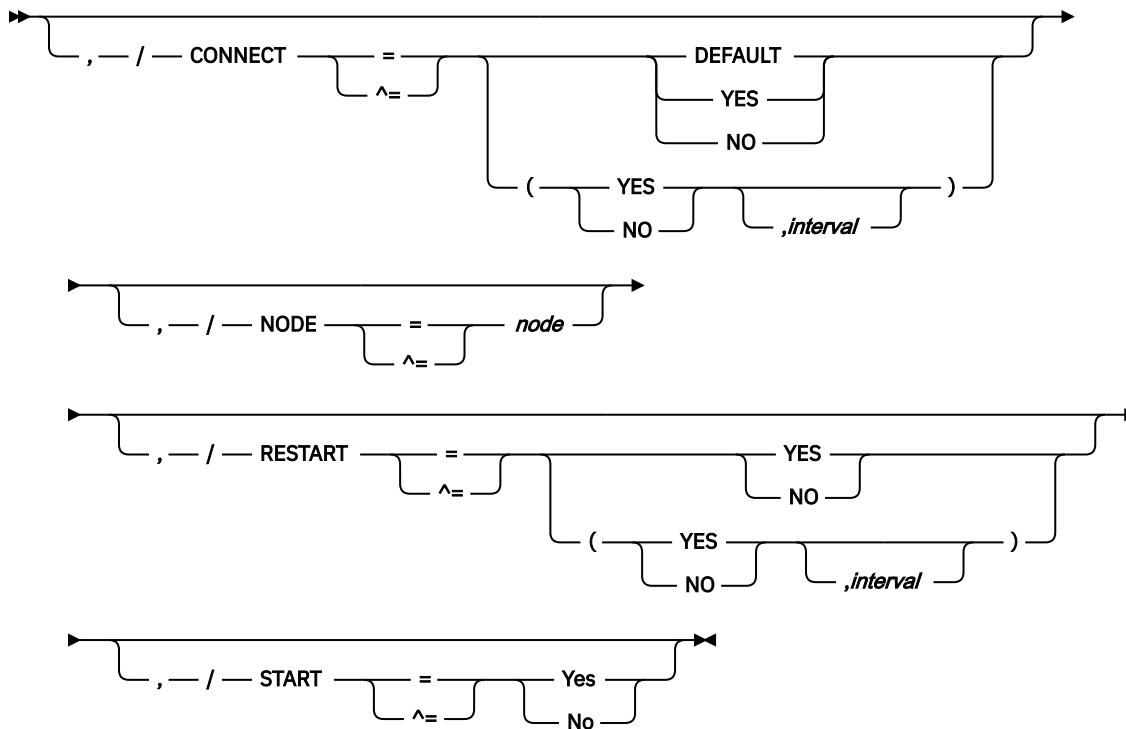 , / CONNECT = DEFAULT
^= YES
NO
( YES )
NO ,interval
, / NODE = node
^=
, / RESTART = YES
^= NO
( YES )
NO ,interval
, / START = Yes
^= No